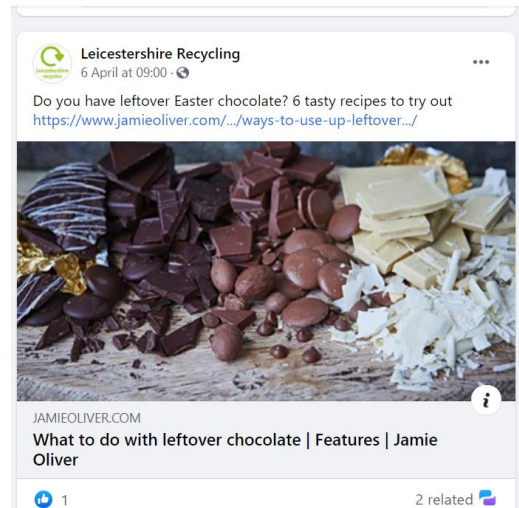 Leicestershire Recycling
6 April at 09:00 ·
Do you have leftover Easter chocolate? 6 tasty recipes to try out
https://www.jamieoliver.com/.../ways-to-use-up-leftover.../
Leicestershire
recycles
JAMIEOLIVER.COM
What to do with leftover chocolate | Features | Jamie
Oliver
1
2 related